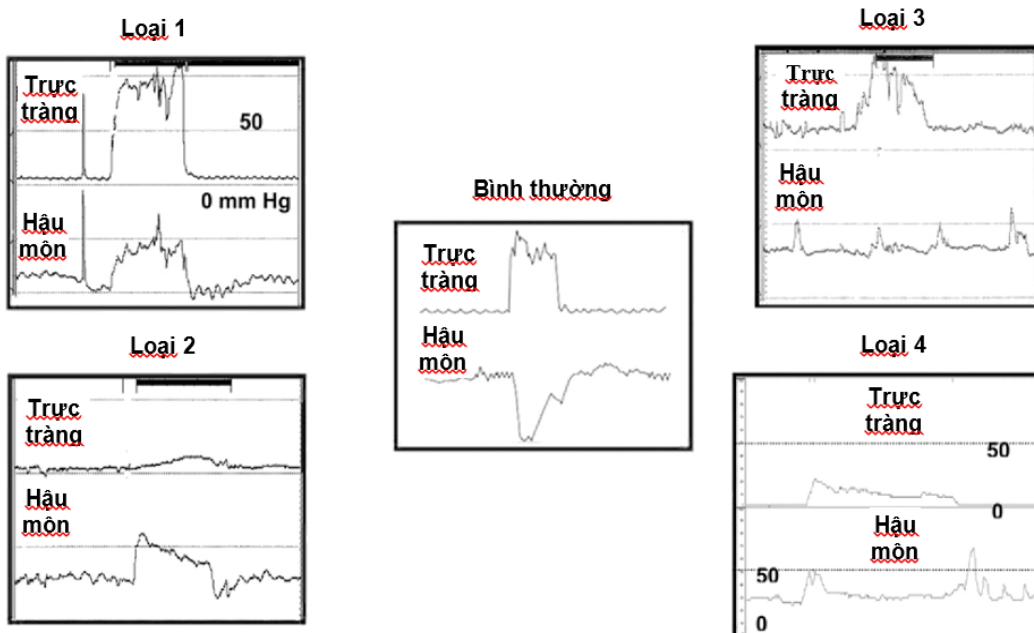 Loại 1
Trực
tràng
50
0 mm Hg
Hậu
môn
Loại 2
Trực
tràng
Hậu
môn
Bình thường
Trực
tràng
Hậu
môn
Loại 3
Trực
tràng
Hậu
môn
Loại 4
Trực
tràng
50
0
Hậu
môn
50
0